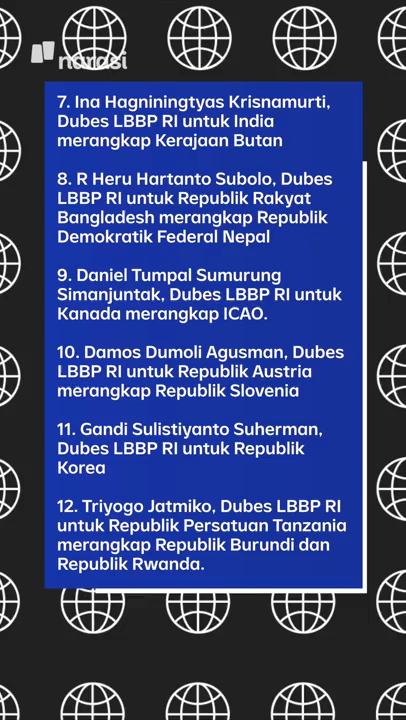 narasi
7. Ina Hagniningtyas Krisnamurti,
Dubes LBBP RI untuk India
merangkap Kerajaan Butan
8. R Heru Hartanto Subolo, Dubes
LBBP RI untuk Republik Rakyat
Bangladesh merangkap Republik
Demokratik Federal Nepal
9. Daniel Tumpal Sumurung
Simanjuntak, Dubes LBBP RI untuk
Kanada merangkap ICAO.
10. Damos Dumoli Agusman, Dubes
LBBP RI untuk Republik Austria
merangkap Republik Slovenia
11. Gandi Sulistiyanto Suherman,
Dubes LBBP RI untuk Republik
Korea
12. Triyogo Jatmiko, Dubes LBBP RI
untuk Republik Persatuan Tanzania
merangkap Republik Burundi dan
Republik Rwanda.